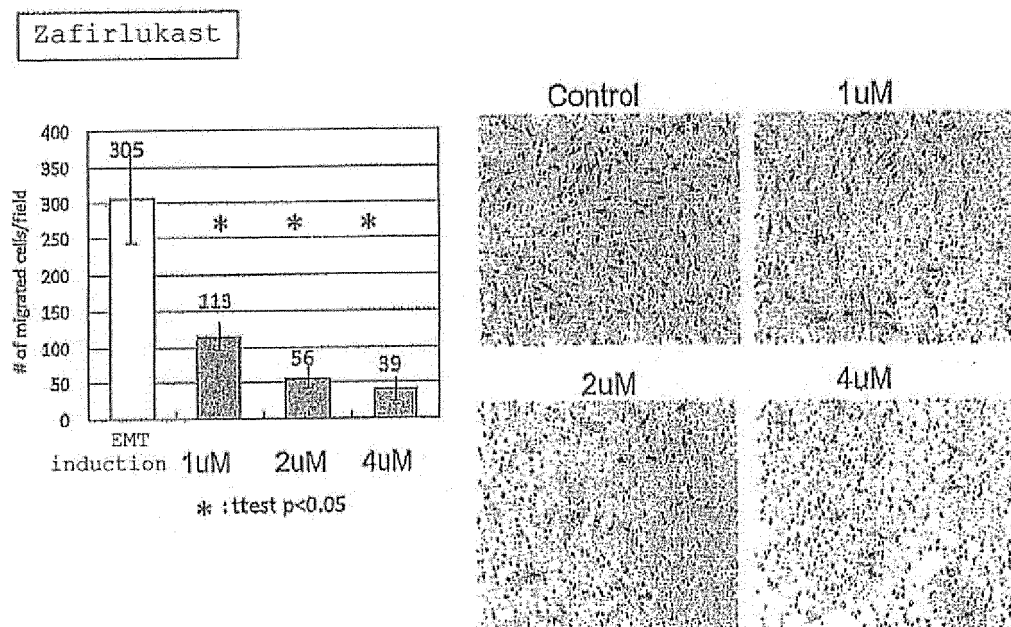 Zafirlukast
# of migrated cells/field
400
350
300
250
200
150
100
50
0
305
113
56
39
* * *
EMT
induction 1uM 2uM 4uM
* : ttest p<0.05
Control
1uM
2uM
4uM